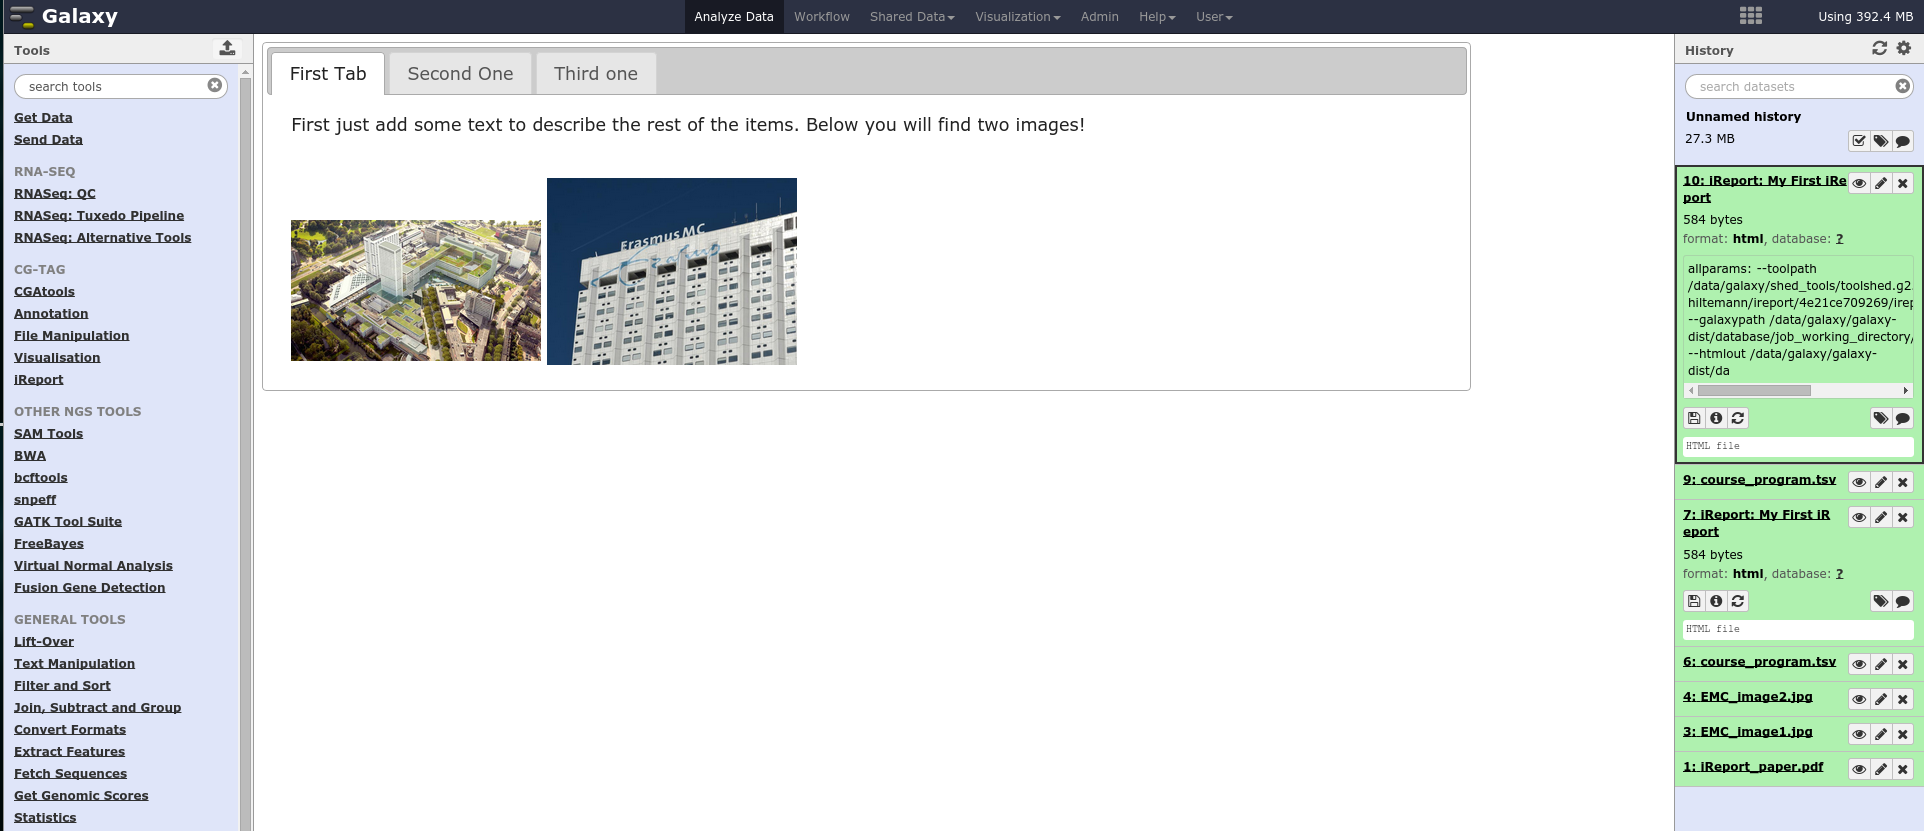 Galaxy
Analyze Data
Workflow
Shared Data
Visualization
Admin
Help
User
Using 392.4 MB
Tools
search tools
Get Data
Send Data
RNA-SEQ
RNASeq: QC
RNASeq: Tuxedo Pipeline
RNASeq: Alternative Tools
CG-TAG
CGAtools
Annotation
File Manipulation
Visualisation
iReport
OTHER NGS TOOLS
SAM Tools
BWA
bcftools
snpeff
GATK Tool Suite
FreeBayes
Virtual Normal Analysis
Fusion Gene Detection
GENERAL TOOLS
Lift-Over
Text Manipulation
Filter and Sort
Join, Subtract and Group
Convert Formats
Extract Features
Fetch Sequences
Get Genomic Scores
Statistics
First Tab
Second One
Third one
First just add some text to describe the rest of the items. Below you will find two images!
Erasmus MC
History
search datasets
Unnamed history
27.3 MB
10: iReport: My First iRe
port
584 bytes
format: html, database: ?
allparams: --toolpath
/data/galaxy/shed_tools/toolshed.g2.
hiltemann/ireport/4e21ce709269/irep
--galaxypath /data/galaxy/galaxy-
dist/database/job_working_directory/
--htmlout /data/galaxy/galaxy-
dist/da
HTML file
9: course_program.tsv
7: iReport: My First iR
eport
584 bytes
format: html, database: ?
HTML file
6: course_program.tsv
4: EMC_image2.jpg
3: EMC_image1.jpg
1: iReport_paper.pdf